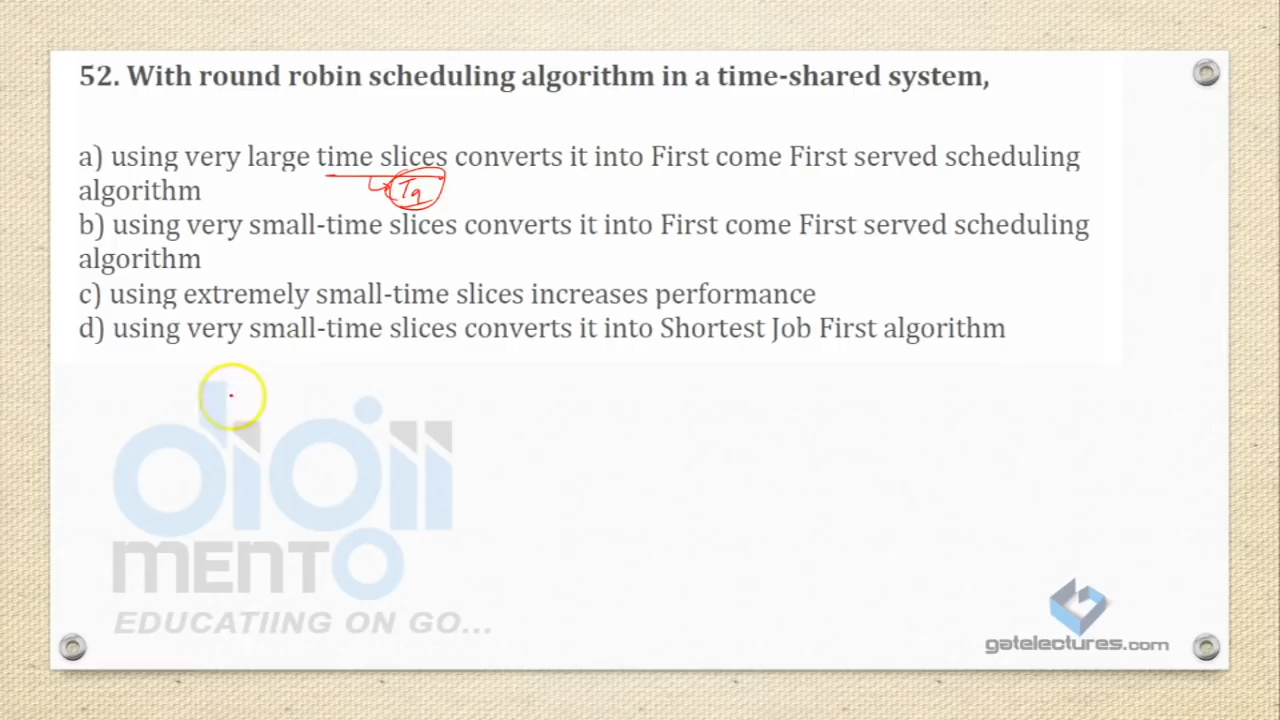 52. With round robin scheduling algorithm in a time-shared system,
a) using very large time slices converts it into First come First served scheduling
algorithm
Tq
b) using very small-time slices converts it into First come First served scheduling
algorithm
c) using extremely small-time slices increases performance
d) using very small-time slices converts it into Shortest Job First algorithm
digii
MENTO
EDUCATIING ON GO...
gatelectures.com